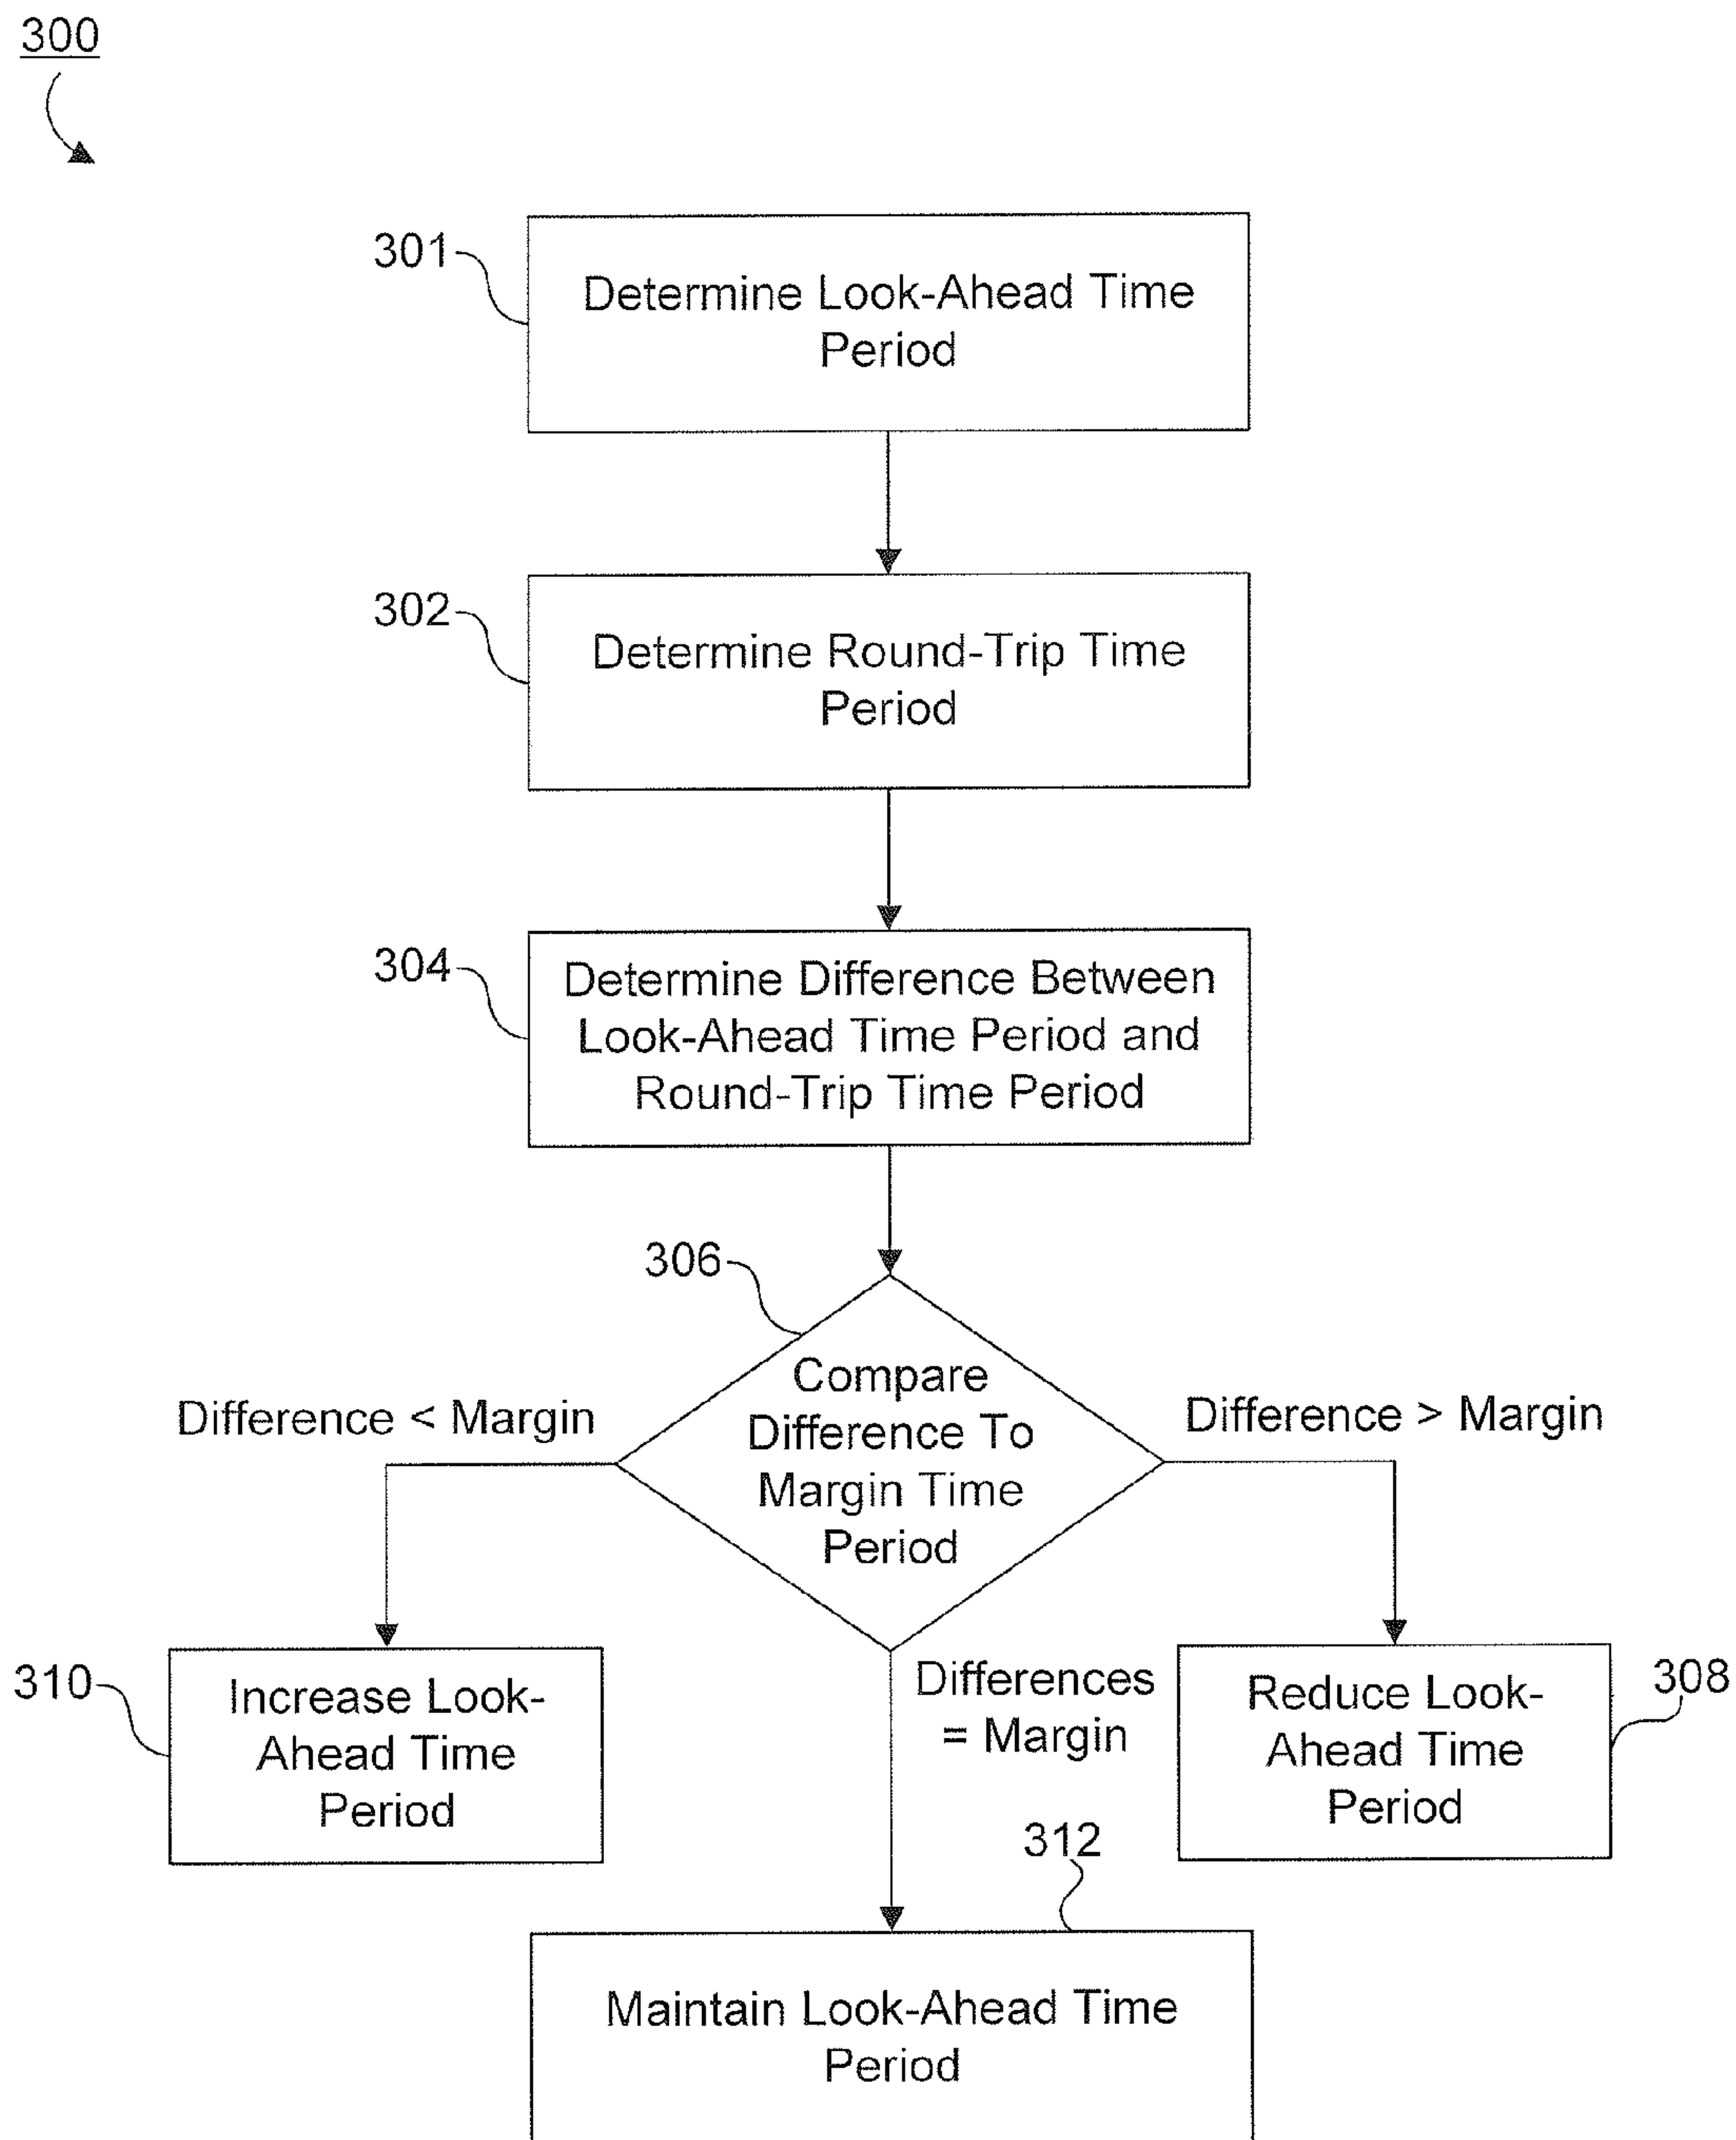 300
301
Determine Look-Ahead Time
Period
302
Determine Round-Trip Time
Period
304
Determine Difference Between
Look-Ahead Time Period and
Round-Trip Time Period
306
Compare
Difference To
Margin Time
Period
Difference < Margin
Difference > Margin
310
Increase Look-
Ahead Time
Period
Differences
= Margin
308
Reduce Look-
Ahead Time
Period
312
Maintain Look-Ahead Time
Period